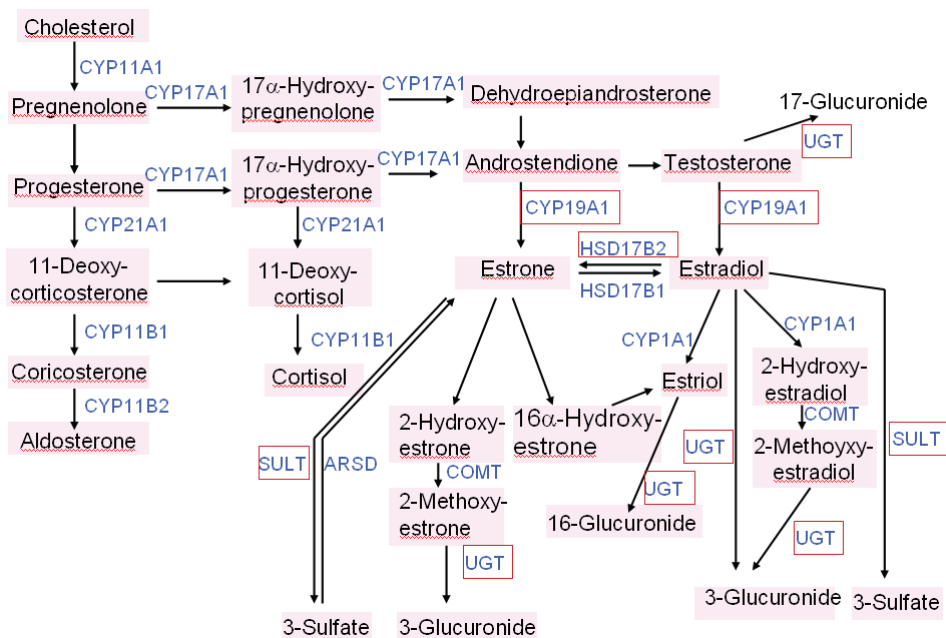 Cholesterol
CYP11A1
Pregnenolone
CYP17A1
17α-Hydroxy-
pregnenolone
CYP17A1
Dehydroepiandrosterone
17-Glucuronide
UGT
Progesterone
CYP17A1
17α-Hydroxy-
progesterone
CYP17A1
Androstendione
Testosterone
CYP21A1
CYP21A1
CYP19A1
CYP19A1
11-Deoxy-
corticosterone
11-Deoxy-
cortisol
Estrone
HSD17B2
HSD17B1
Estradiol
CYP11B1
CYP11B1
CYP1A1
CYP1A1
Coricosterone
Cortisol
Estriol
2-Hydroxy-
estradiol
CYP11B2
Aldosterone
2-Hydroxy-
estrone
16α-Hydroxy-
estrone
COMT
SULT
ARSD
COMT
UGT
UGT
2-Methoyxy-
estradiol
SULT
2-Methoxy-
estrone
16-Glucuronide
UGT
UGT
3-Sulfate
3-Glucuronide
3-Glucuronide
3-Sulfate